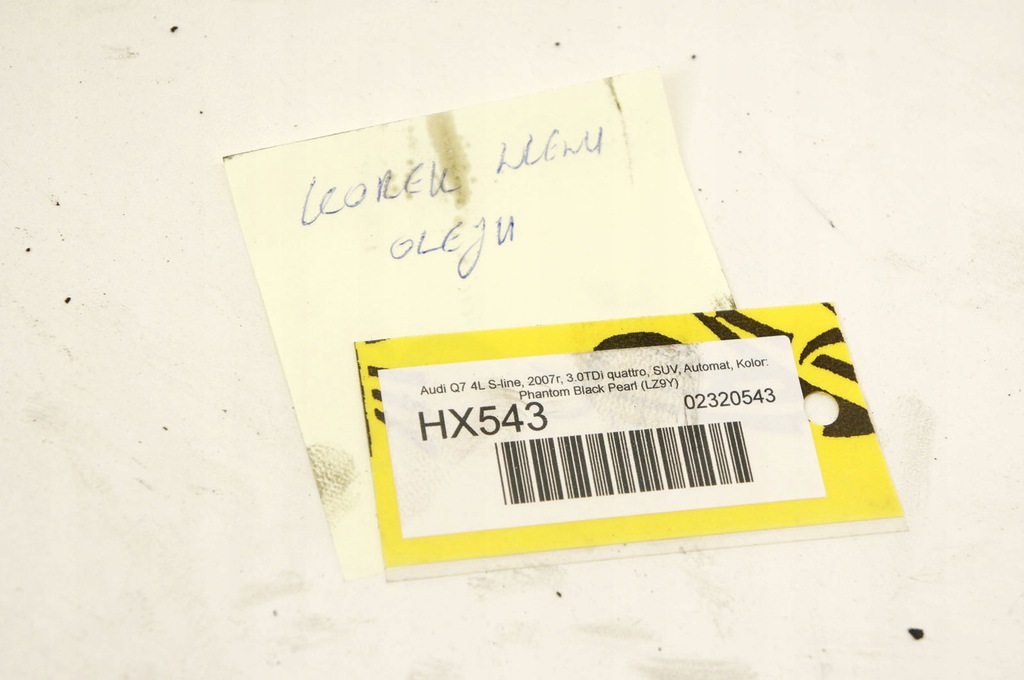 KOREK WLEWU
OLEJU
Audi Q7 4L S-line, 2007r, 3.0TDi quattro, SUV, Automat, Kolor:
Phantom Black Pearl (LZ9Y)
HX543
02320543